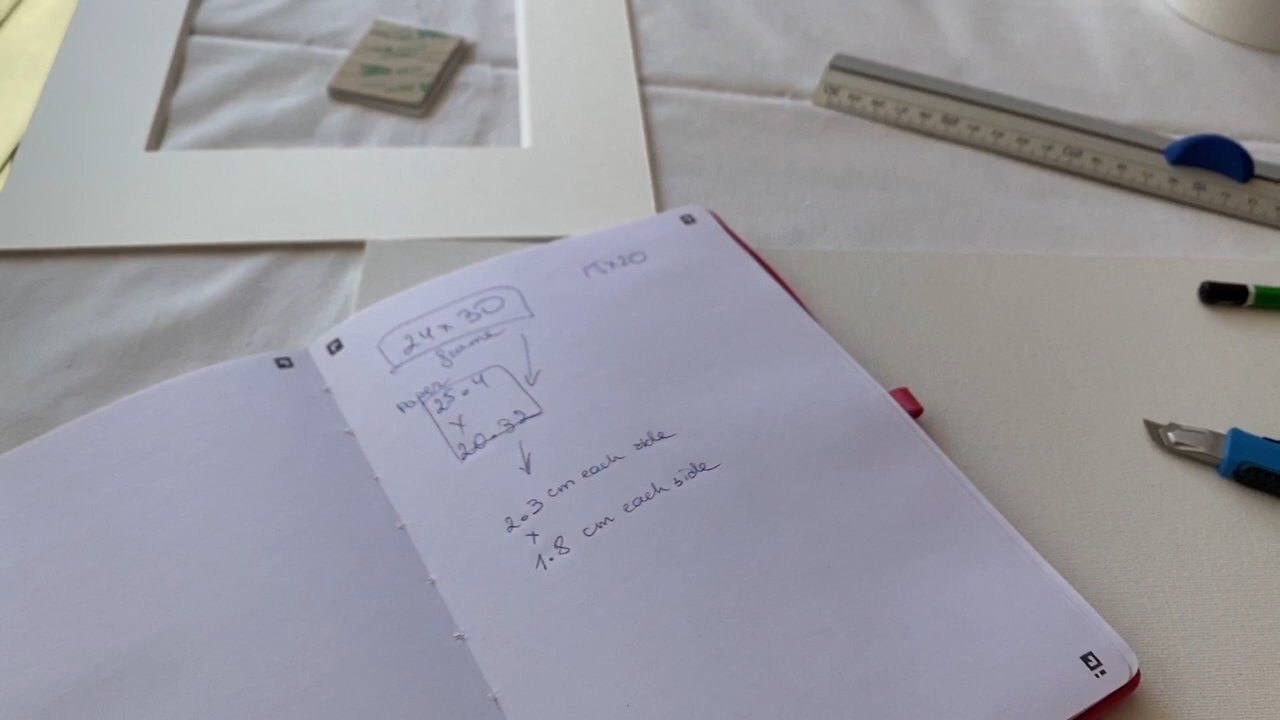 15x20
24 x 30
frame
Paper
25.4
x
20.32
2.3 cm each side
x
1.8 cm each side